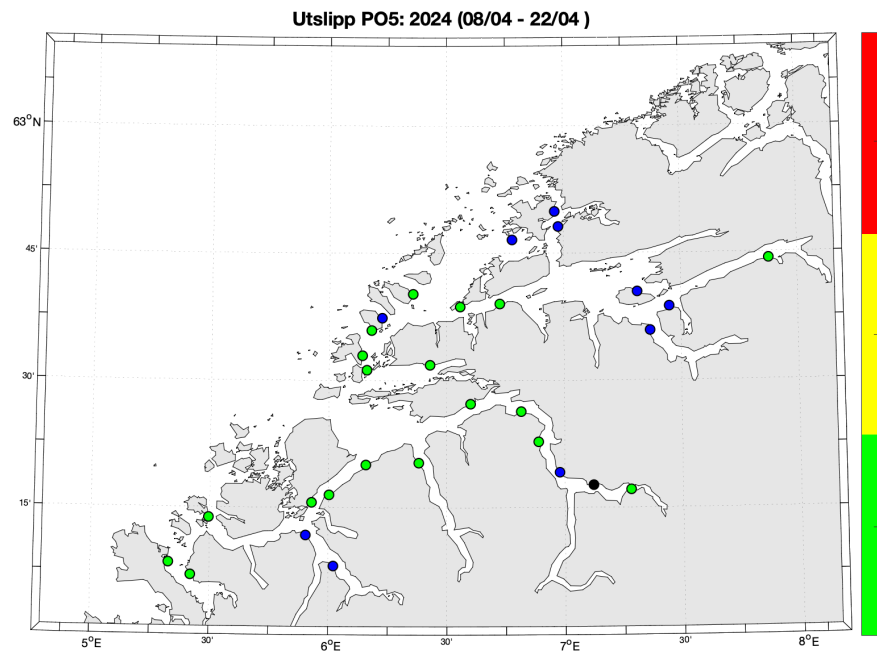 Utslipp PO5: 2024 (08/04 - 22/04 )
63°N
45'
30'
15'
5°E
30'
6°E
30'
7°E
30'
8°E